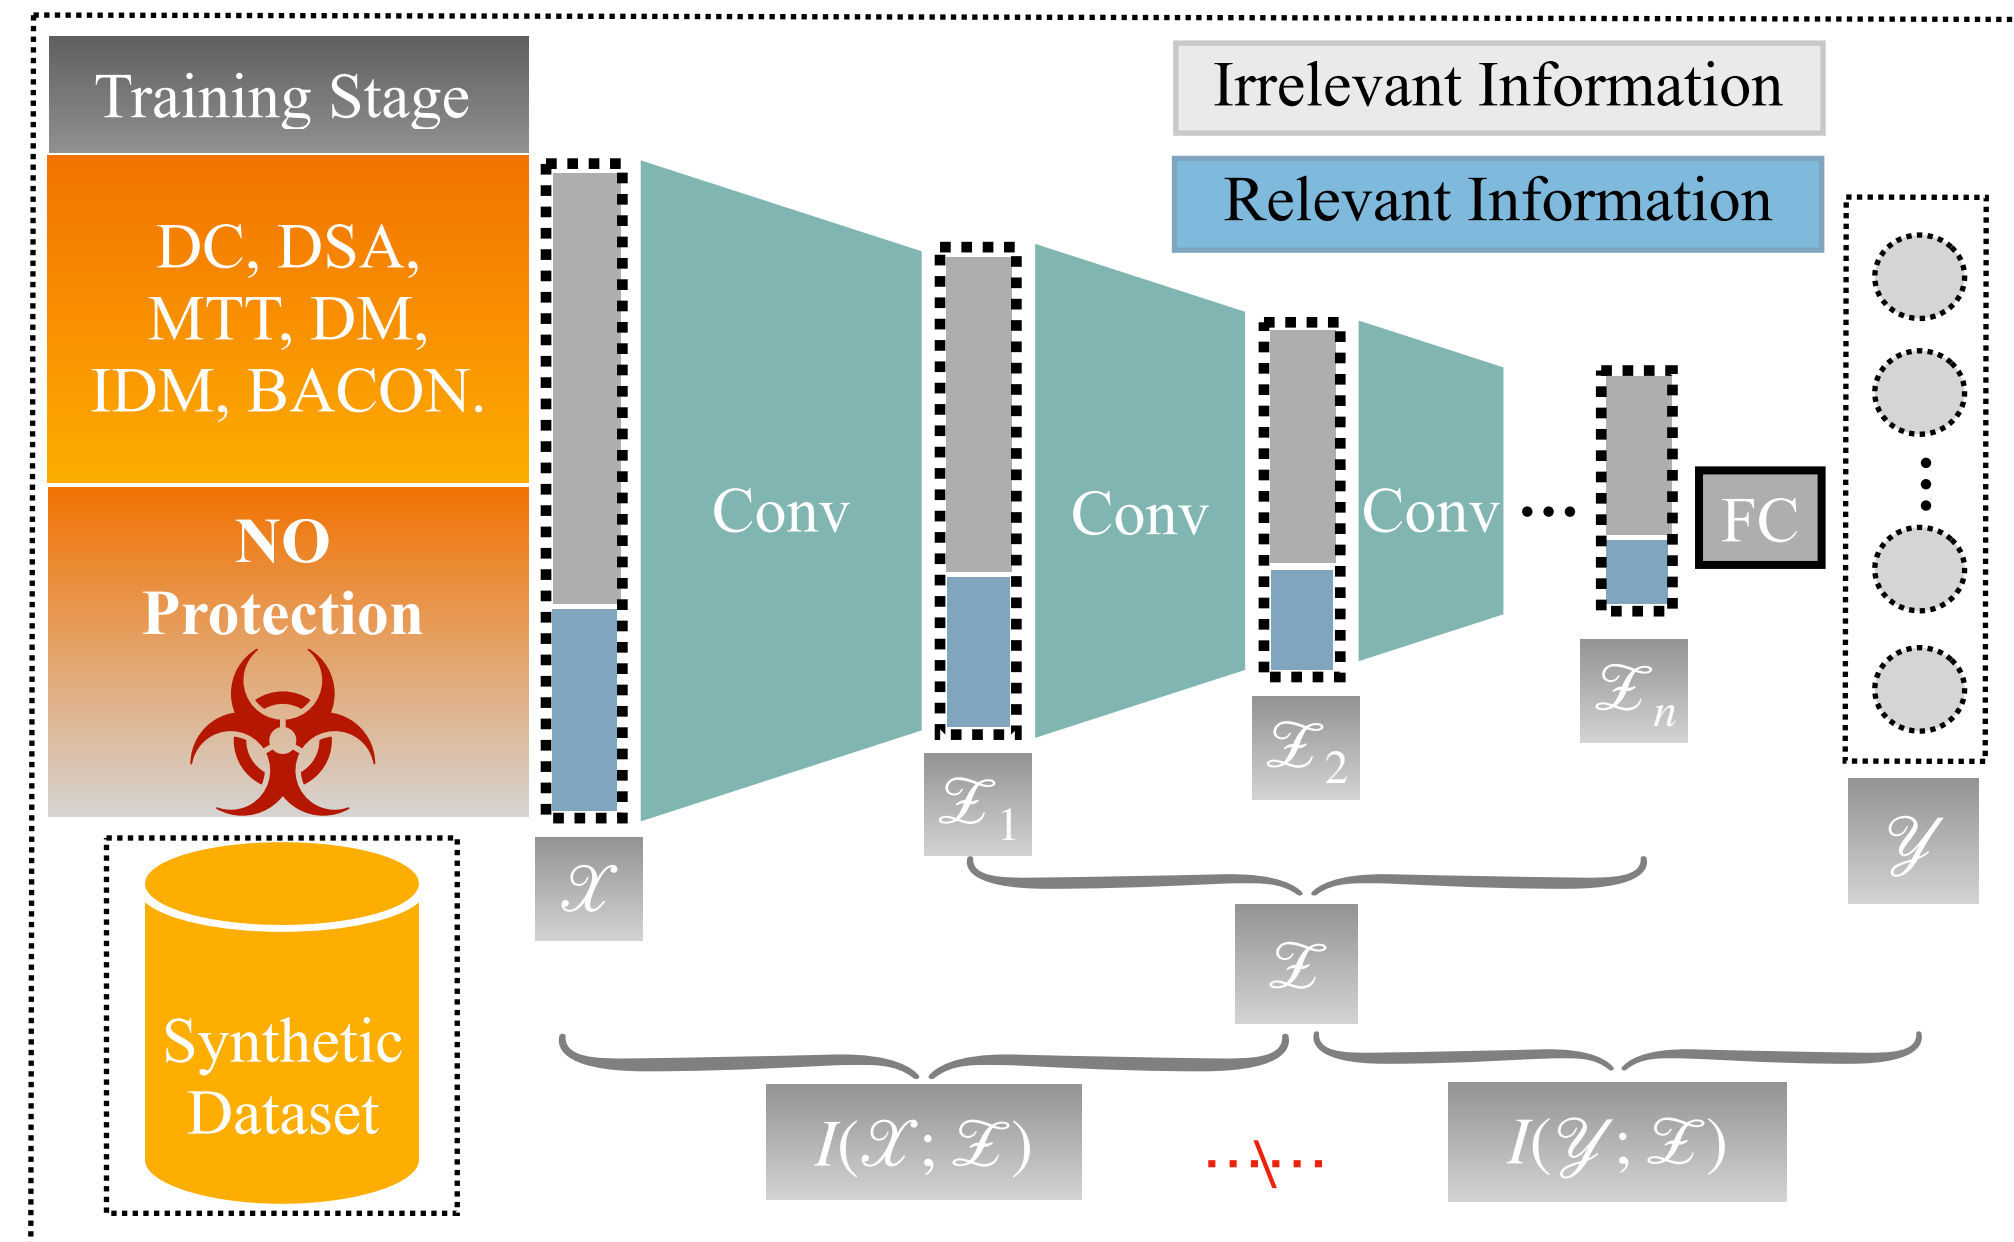 Training Stage
Irrelevant Information
Relevant Information
DC, DSA,
MTT, DM,
IDM, BACON.
NO
Protection
Synthetic
Dataset
Conv
Conv
Conv
...
FC
𝒳
𝒵1
𝒵2
𝒵n
𝒴
𝒵
I(𝒳; 𝒵)
I(𝒴; 𝒵)